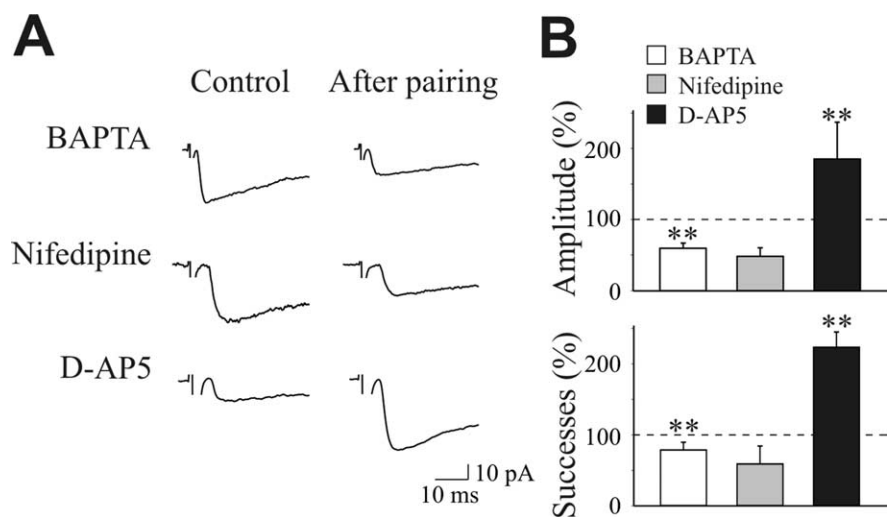 A
Control After pairing
BAPTA
Nifedipine
D-AP5
10 pA
10 ms
B
BAPTA
Nifedipine
D-AP5
Amplitude (%)
200
100
0
**
**
Successes (%)
200
100
0
**
**